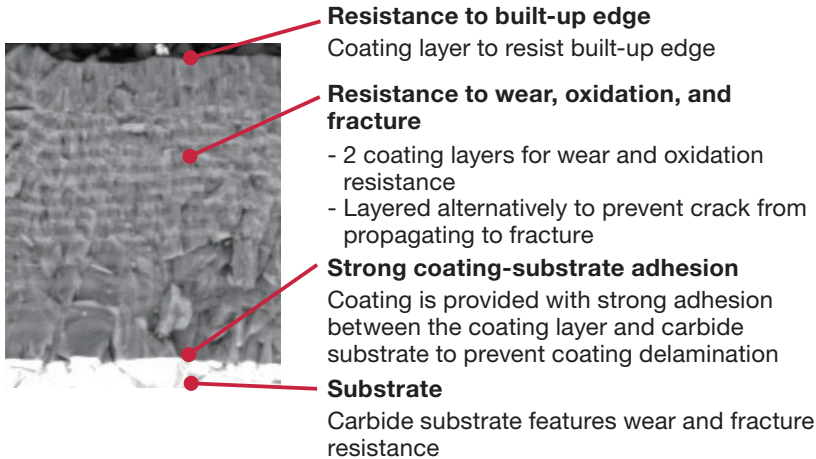 Resistance to built-up edge
Coating layer to resist built-up edge
Resistance to wear, oxidation, and
fracture
- 2 coating layers for wear and oxidation
resistance
- Layered alternatively to prevent crack from
propagating to fracture
Strong coating-substrate adhesion
Coating is provided with strong adhesion
between the coating layer and carbide
substrate to prevent coating delamination
Substrate
Carbide substrate features wear and fracture
resistance